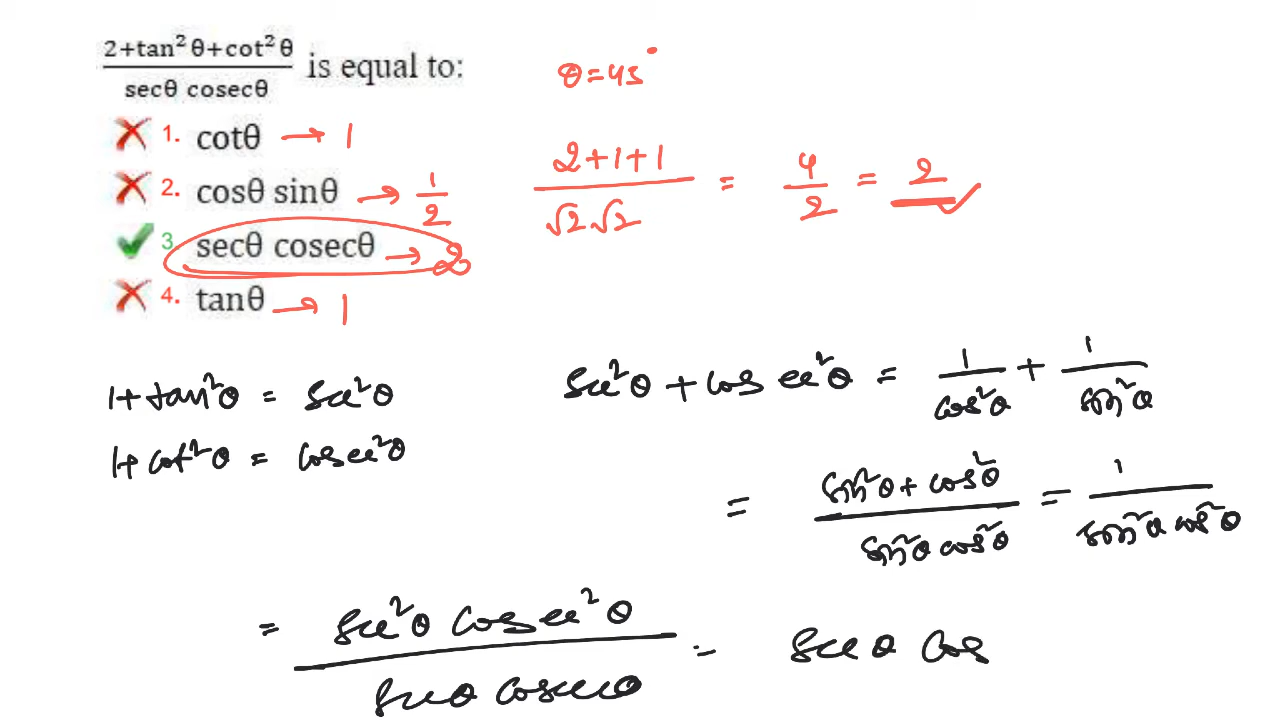 2+tan²θ+cot²θ / secθ cosecθ is equal to:
1. cotθ → 1
2. cosθ sinθ → 1/2
3. secθ cosecθ → 2
4. tanθ → 1
θ = 45°
2+1+1 / √2 √2 = 4/2 = 2
1+tan²θ = sec²θ
1+cot²θ = cosec²θ
sec²θ + cosec²θ = 1/cos²θ + 1/sin²θ
= sin²θ + cos²θ / sin²θ cos²θ = 1 / sin²θ cos²θ
= sec²θ cosec²θ / secθ cosecθ = secθ cos